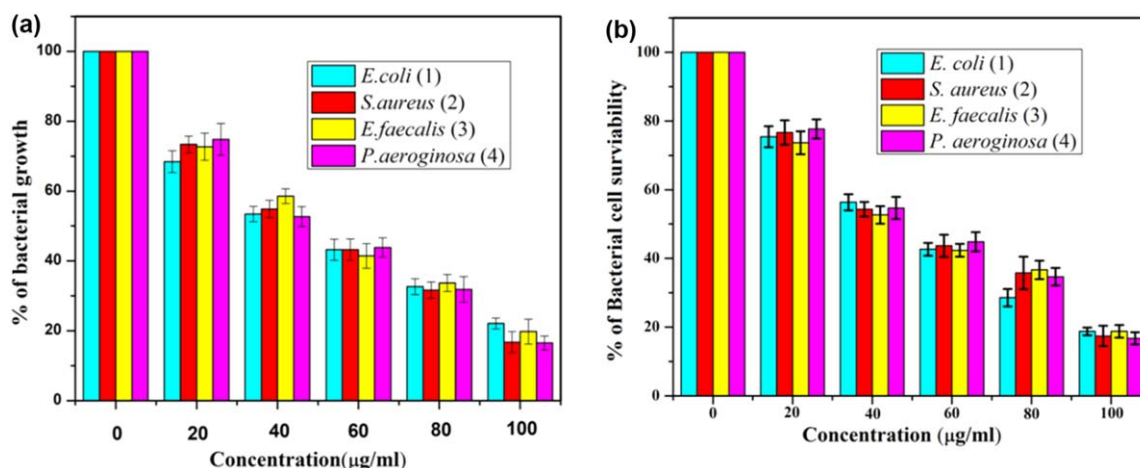 (a)
100
80
60
40
20
0
% of bacterial growth
E.coli (1)
S.aureus (2)
E.faecalis (3)
P.aeroginosa (4)
0 20 40 60 80 100
Concentration(µg/ml)
(b)
100
80
60
40
20
0
% of Bacterial cell surviability
E. coli (1)
S. aureus (2)
E. faecalis (3)
P. aeroginosa (4)
0 20 40 60 80 100
Concentration (µg/ml)